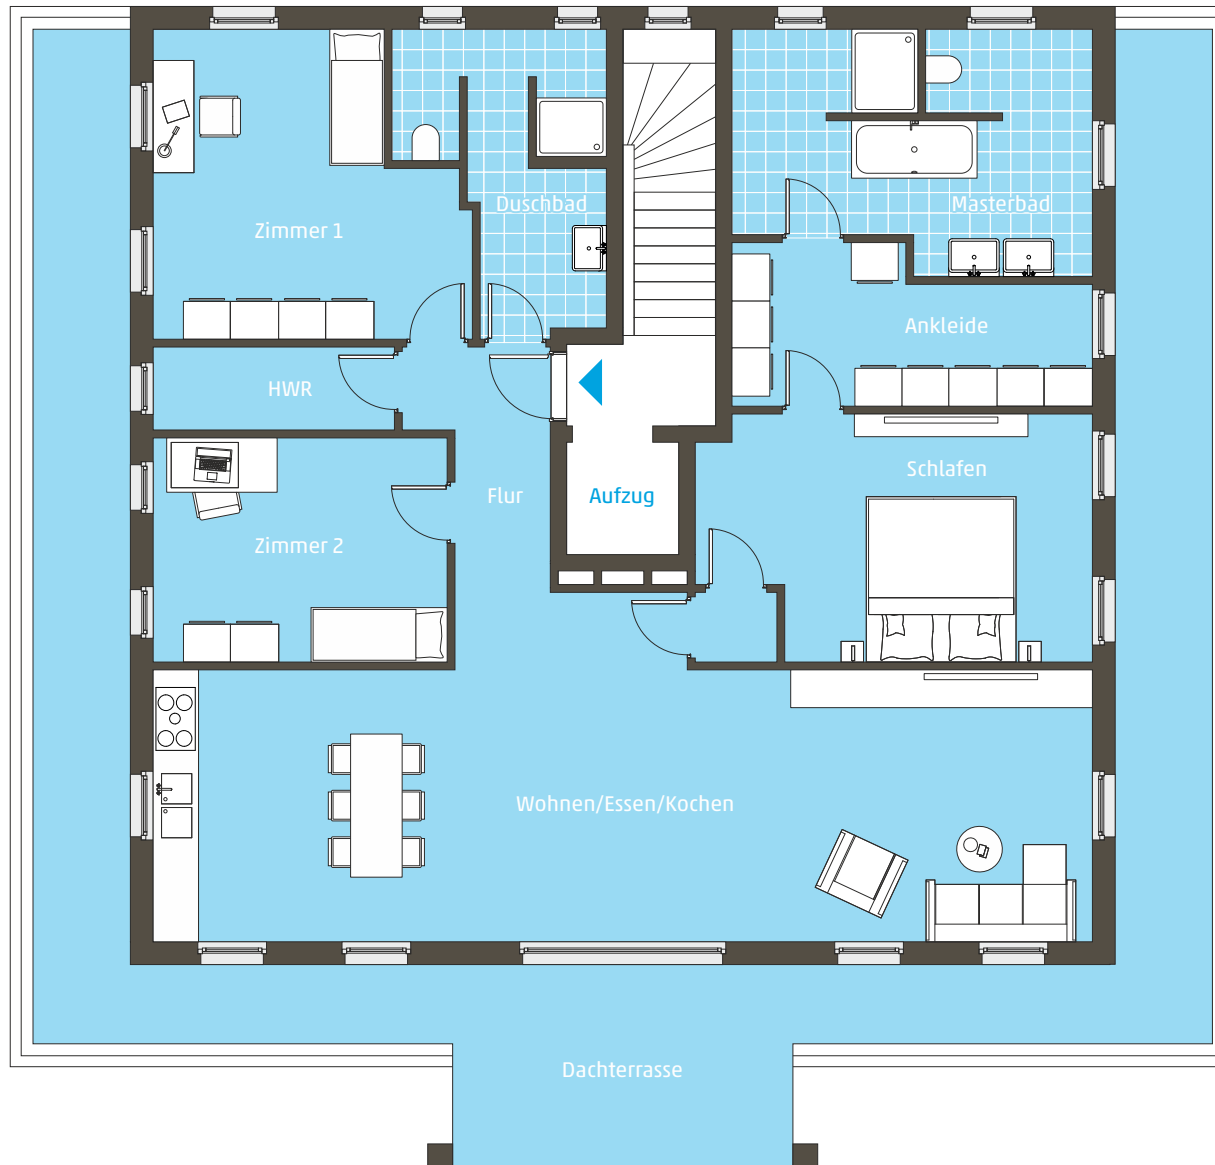 Duschbad
Masterbad
Zimmer 1
Ankleide
HWR
Schlafen
Flur
Aufzug
Zimmer 2
Wohnen/Essen/Kochen
Dachterrasse